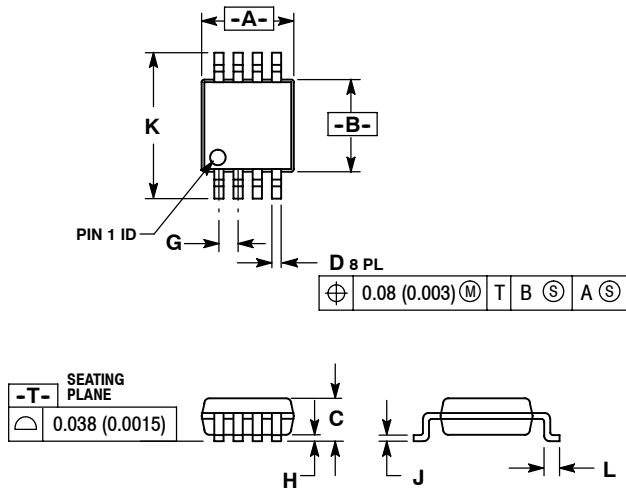 -A-
K
-B-
PIN 1 ID
G
D 8 PL
⌖ 0.08 (0.003) Ⓜ T B Ⓢ A Ⓢ
-T- SEATING
PLANE
⌓ 0.038 (0.0015)
C
H
J
L